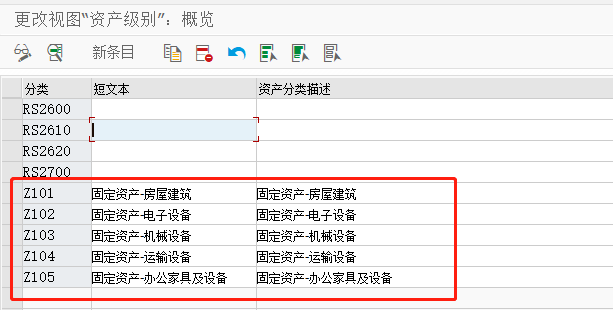 更改视图“资产级别”：概览
新条目
分类 短文本 资产分类描述
RS2600
RS2610
RS2620
RS2700
Z101 固定资产-房屋建筑 固定资产-房屋建筑
Z102 固定资产-电子设备 固定资产-电子设备
Z103 固定资产-机械设备 固定资产-机械设备
Z104 固定资产-运输设备 固定资产-运输设备
Z105 固定资产-办公家具及设备 固定资产-办公家具及设备